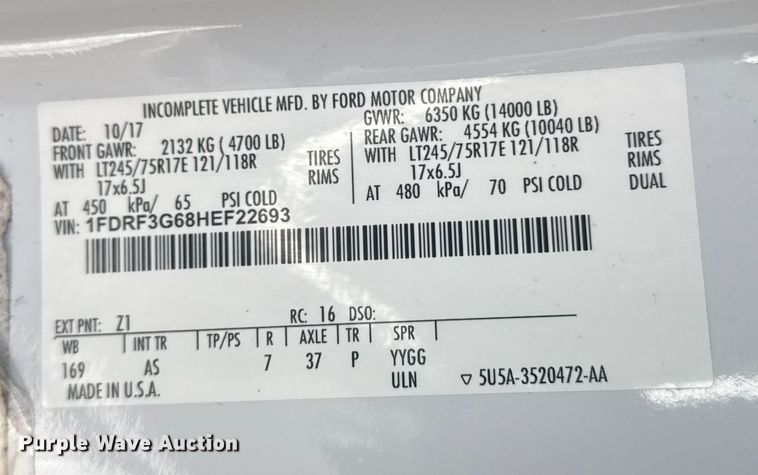 INCOMPLETE VEHICLE MFD. BY FORD MOTOR COMPANY
DATE: 10/17 GVWR: 6350 KG (14000 LB)
FRONT GAWR: 2132 KG ( 4700 LB) REAR GAWR: 4554 KG (10040 LB)
WITH LT245/75R17E 121/118R TIRES WITH LT245/75R17E 121/118R TIRES
17x6.5J RIMS 17x6.5J RIMS
AT 450 kPa/ 65 PSI COLD AT 480 kPa/ 70 PSI COLD DUAL
VIN: 1FDRF3G68HEF22693
EXT PNT: Z1 RC: 16 DSO:
WB INT TR TP/PS R AXLE TR SPR
169 AS 7 37 P YYGG
MADE IN U.S.A. ULN 5U5A-3520472-AA
Purple Wave Auction